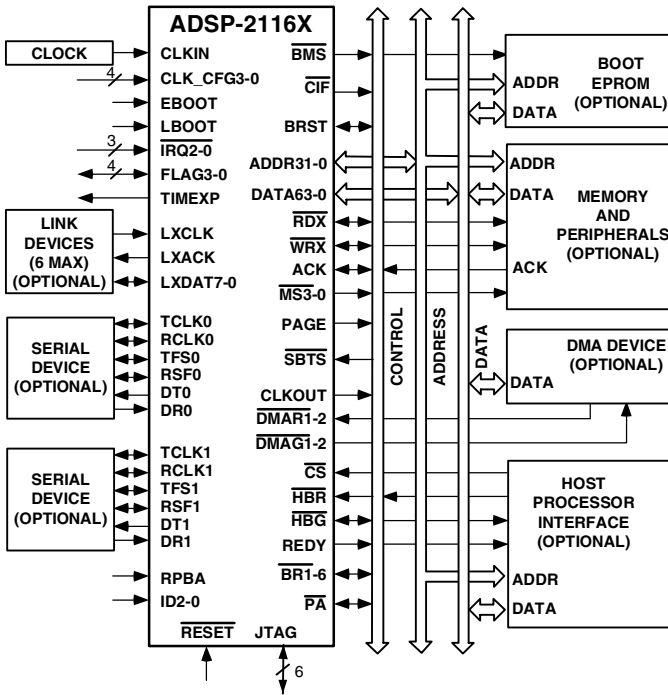 ADSP-2116X
CLOCK
CLKIN
4
CLK_CFG3-0
EBOOT
LBOOT
3
IRQ2-0
4
FLAG3-0
TIMEXP
LINK
DEVICES
(6 MAX)
(OPTIONAL)
LXCLK
LXACK
LXDAT7-0
SERIAL
DEVICE
(OPTIONAL)
TCLK0
RCLK0
TFS0
RSF0
DT0
DR0
SERIAL
DEVICE
(OPTIONAL)
TCLK1
RCLK1
TFS1
RSF1
DT1
DR1
RPBA
ID2-0
RESET
JTAG
6
BMS
CIF
BRST
ADDR31-0
DATA63-0
RDX
WRX
ACK
MS3-0
PAGE
SBTS
CLKOUT
DMAR1-2
DMAG1-2
CS
HBR
HBG
REDY
BR1-6
PA
CONTROL
ADDRESS
DATA
BOOT
EPROM
(OPTIONAL)
ADDR
DATA
ADDR
DATA
MEMORY
AND
PERIPHERALS
(OPTIONAL)
ACK
DMA DEVICE
(OPTIONAL)
DATA
HOST
PROCESSOR
INTERFACE
(OPTIONAL)
ADDR
DATA